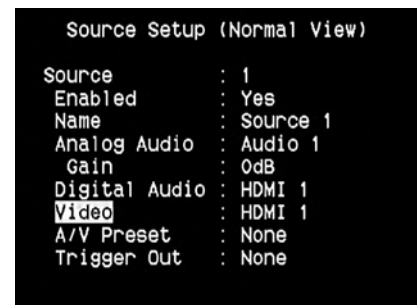 Source Setup (Normal View)
Source : 1
Enabled : Yes
Name : Source 1
Analog Audio : Audio 1
Gain : 0dB
Digital Audio : HDMI 1
Video : HDMI 1
A/V Preset : None
Trigger Out : None